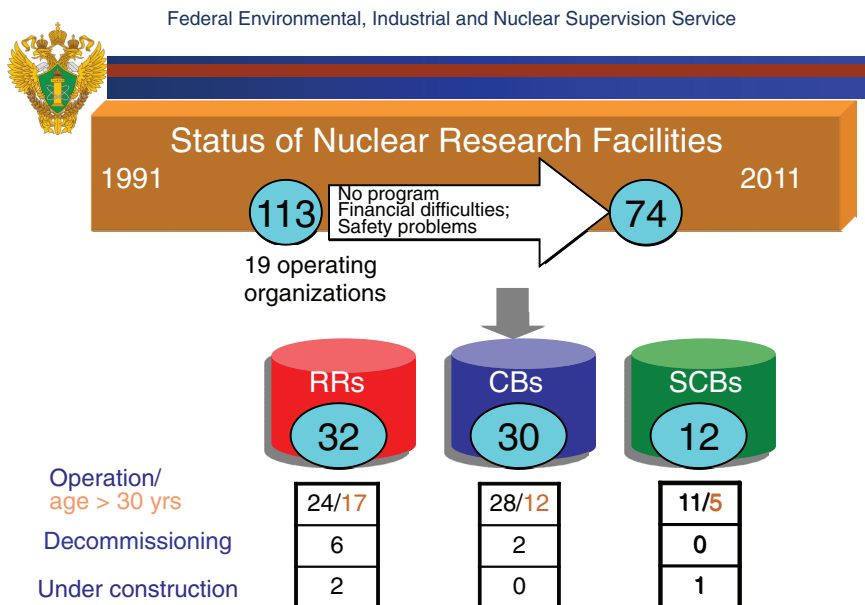 Federal Environmental, Industrial and Nuclear Supervision Service
Status of Nuclear Research Facilities
1991
2011
113
No program
Financial difficulties;
Safety problems
74
19 operating
organizations
RRs
CBs
SCBs
32
30
12
Operation/
age > 30 yrs
24/17
28/12
11/5
Decommissioning
6
2
0
Under construction
2
0
1